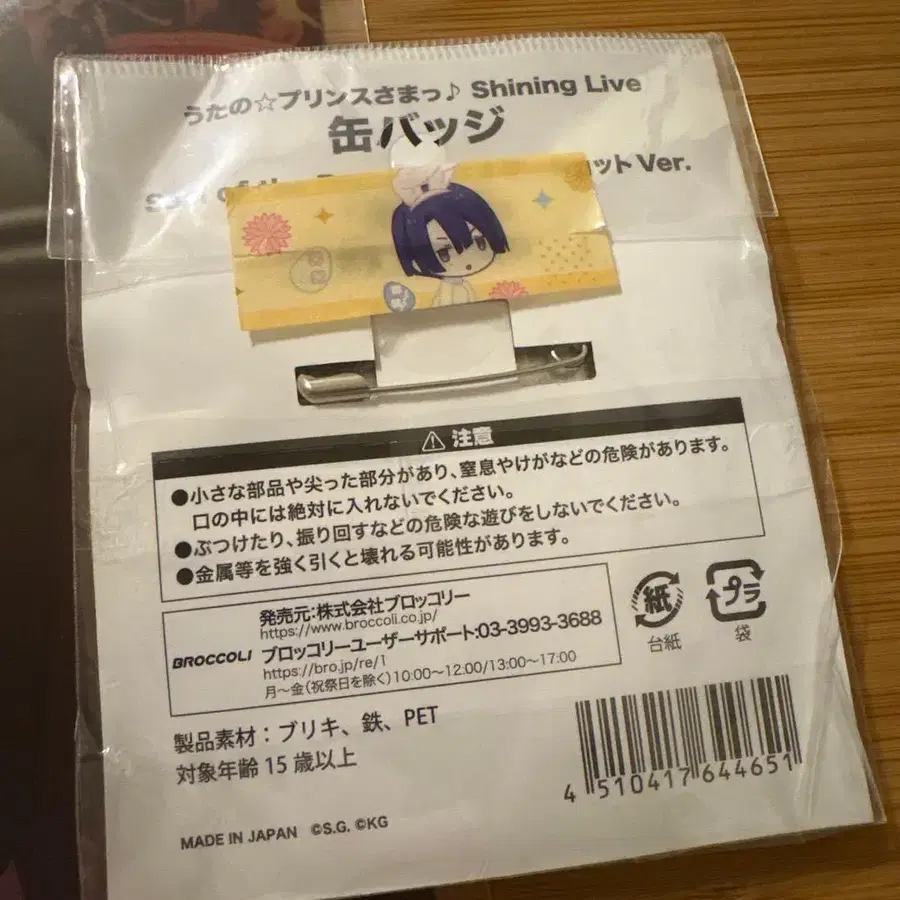 うたの☆プリンスさまっ♪ Shining Live
缶バッジ
of the ット Ver.
⚠ 注意
●小さな部品や尖った部分があり、窒息やけがなどの危険があります。
口の中には絶対に入れないでください。
●ぶつけたり、振り回すなどの危険な遊びをしないでください。
●金属等を強く引くと壊れる可能性があります。
発売元:株式会社ブロッコリー
https://www.broccoli.co.jp/
BROCCOLI
ブロッコリーユーザーサポート:03-3993-3688
https://bro.jp/re/1
月〜金(祝祭日を除く)10:00〜12:00/13:00〜17:00
紙
台紙
プラ
袋
製品素材:ブリキ、鉄、PET
対象年齢 15 歳以上
4 510417 644651
MADE IN JAPAN ©S.G. ©KG